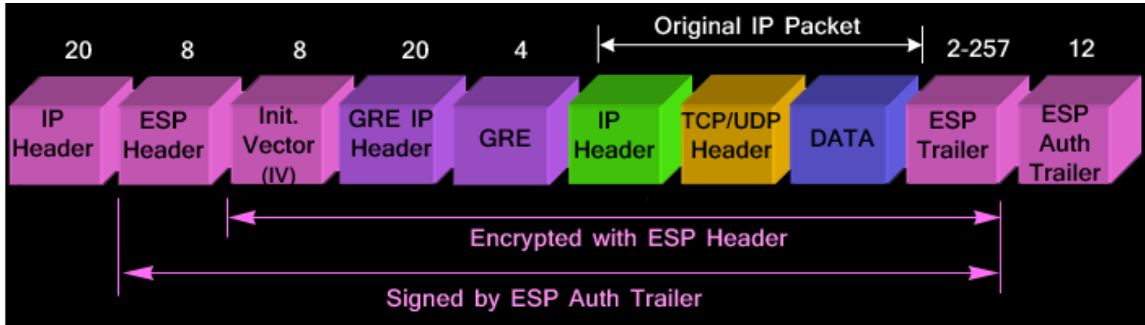 Original IP Packet
20 8 8 20 4 2-257 12
IP Header
ESP Header
Init. Vector (IV)
GRE IP Header
GRE
IP Header
TCP/UDP Header
DATA
ESP Trailer
ESP Auth Trailer
Encrypted with ESP Header
Signed by ESP Auth Trailer